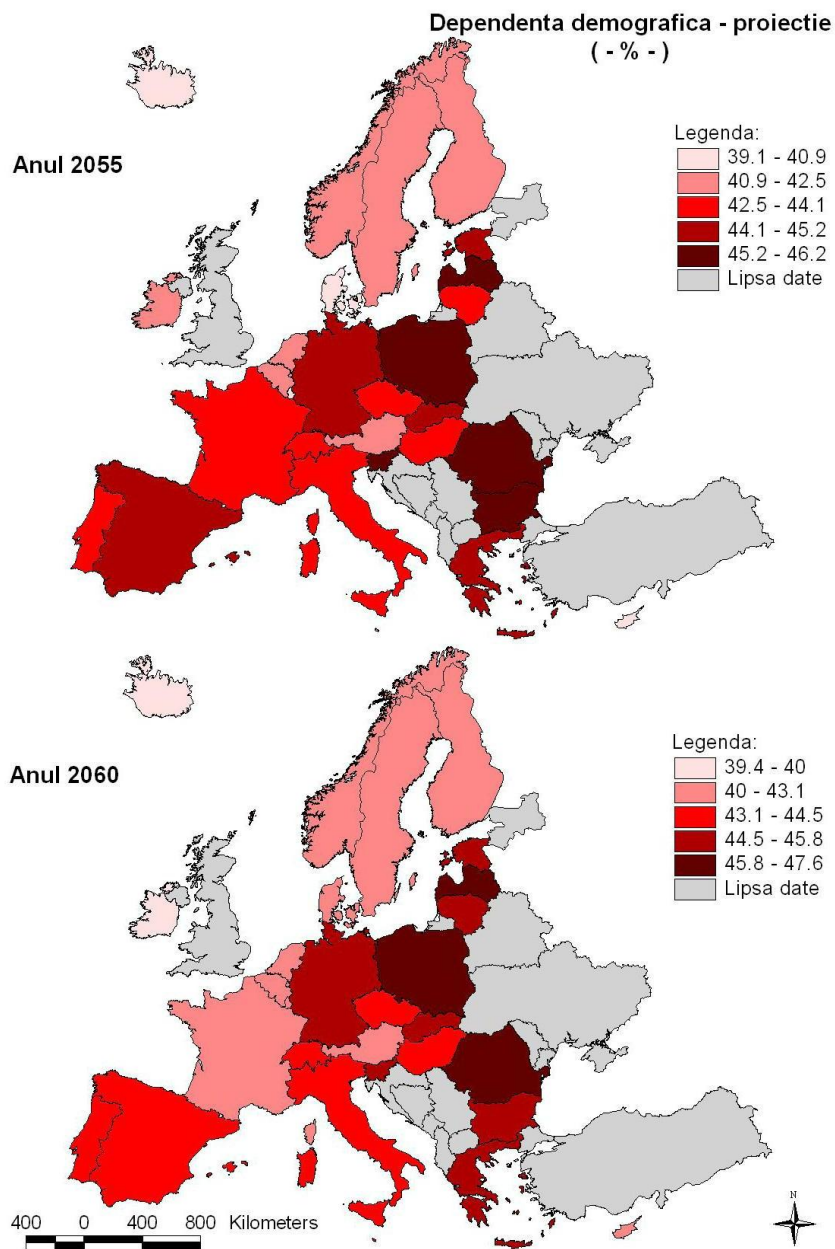 Dependenta demografica - proiectie
( - % - )
Anul 2055
Legenda:
39.1 - 40.9
40.9 - 42.5
42.5 - 44.1
44.1 - 45.2
45.2 - 46.2
Lipsa date
Anul 2060
Legenda:
39.4 - 40
40 - 43.1
43.1 - 44.5
44.5 - 45.8
45.8 - 47.6
Lipsa date
400 0 400 800 Kilometers
N